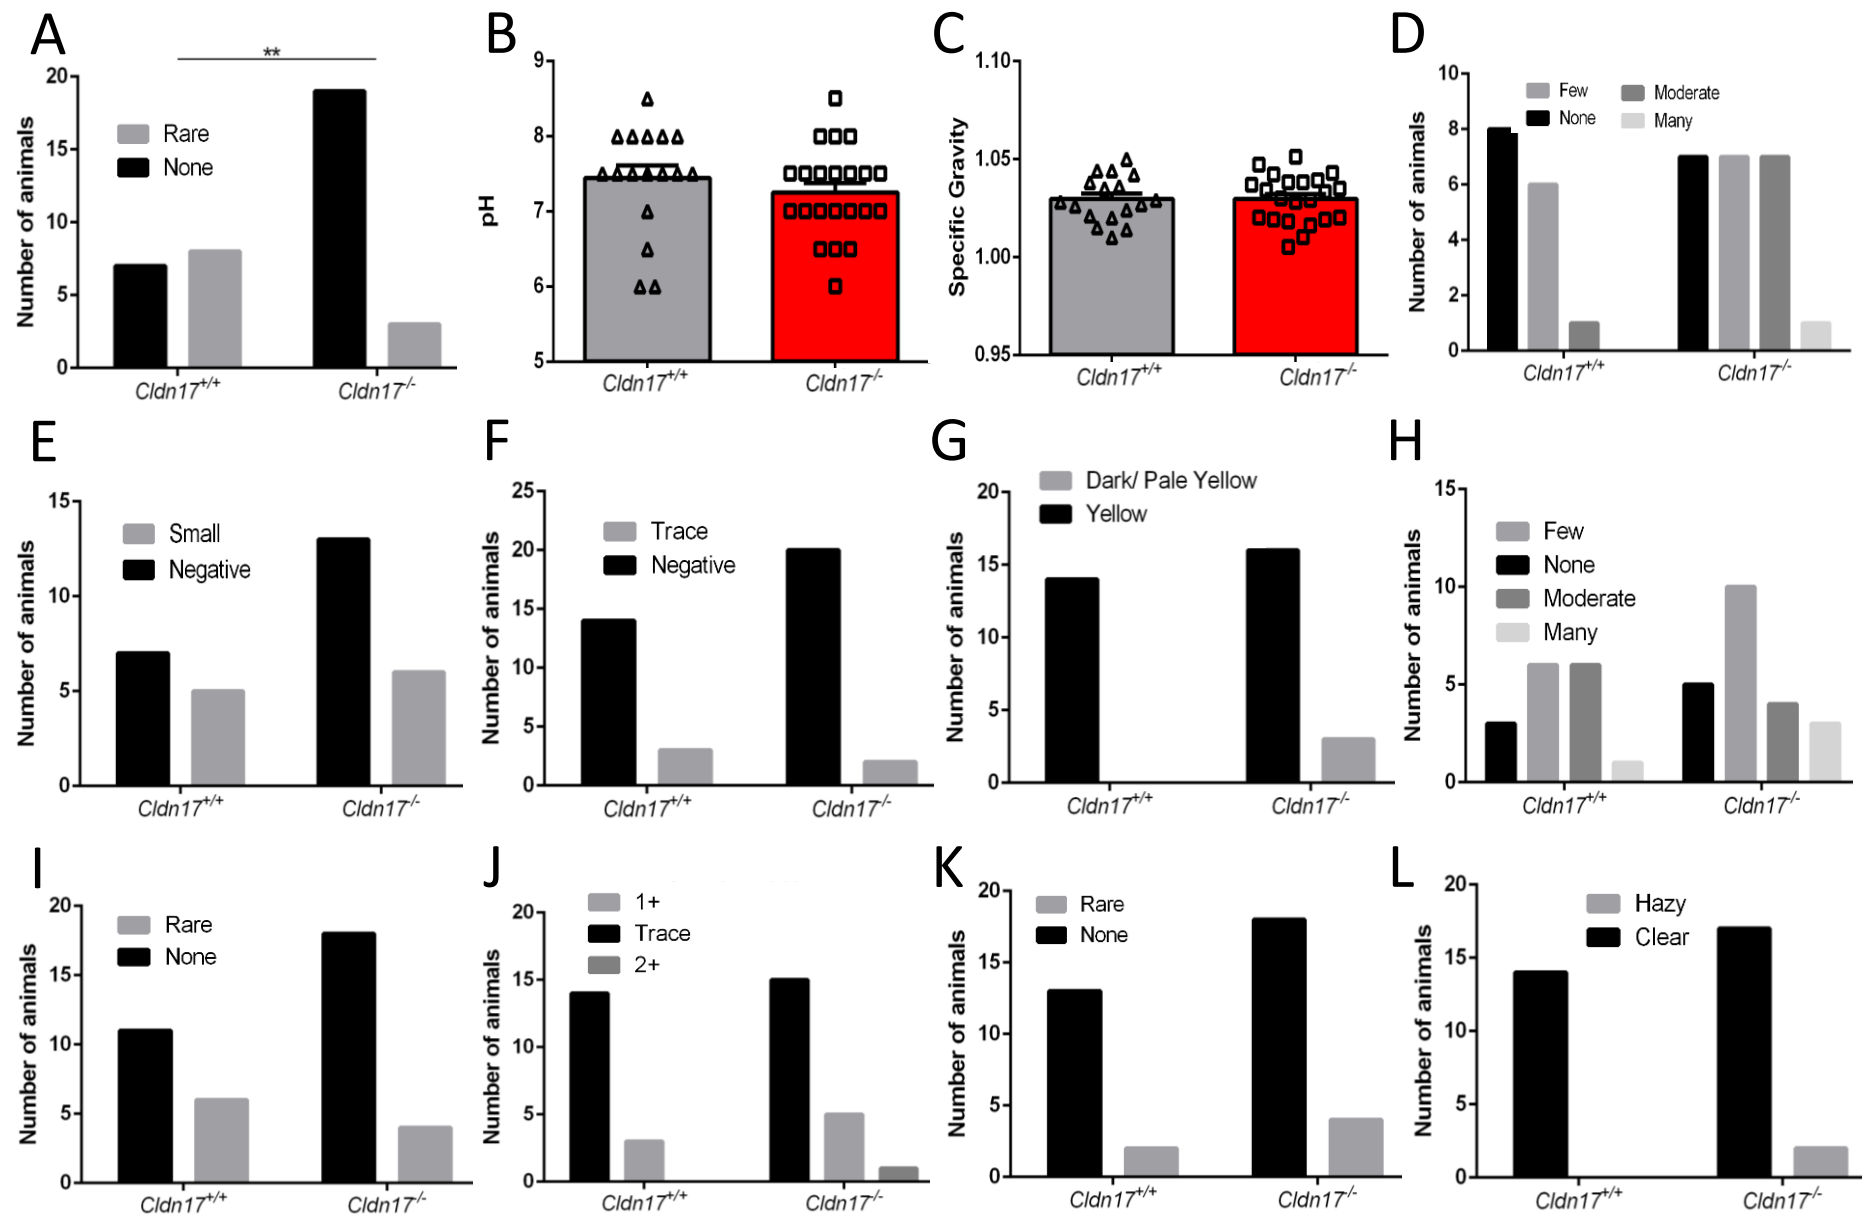 A
**
Number of animals
20
15
10
5
0
Rare
None
Cldn17+/+
Cldn17-/-
B
pH
9
8
7
6
5
Cldn17+/+
Cldn17-/-
C
Specific Gravity
1.10
1.05
1.00
0.95
Cldn17+/+
Cldn17-/-
D
Number of animals
10
8
6
4
2
0
Few
None
Moderate
Many
Cldn17+/+
Cldn17-/-
E
Number of animals
15
10
5
0
Small
Negative
Cldn17+/+
Cldn17-/-
F
Number of animals
25
20
15
10
5
0
Trace
Negative
Cldn17+/+
Cldn17-/-
G
Number of animals
20
15
10
5
0
Dark/ Pale Yellow
Yellow
Cldn17+/+
Cldn17-/-
H
Number of animals
15
10
5
0
Few
None
Moderate
Many
Cldn17+/+
Cldn17-/-
I
Number of animals
20
15
10
5
0
Rare
None
Cldn17+/+
Cldn17-/-
J
Number of animals
20
15
10
5
0
1+
Trace
2+
Cldn17+/+
Cldn17-/-
K
Number of animals
20
15
10
5
0
Rare
None
Cldn17+/+
Cldn17-/-
L
Number of animals
20
15
10
5
0
Hazy
Clear
Cldn17+/+
Cldn17-/-